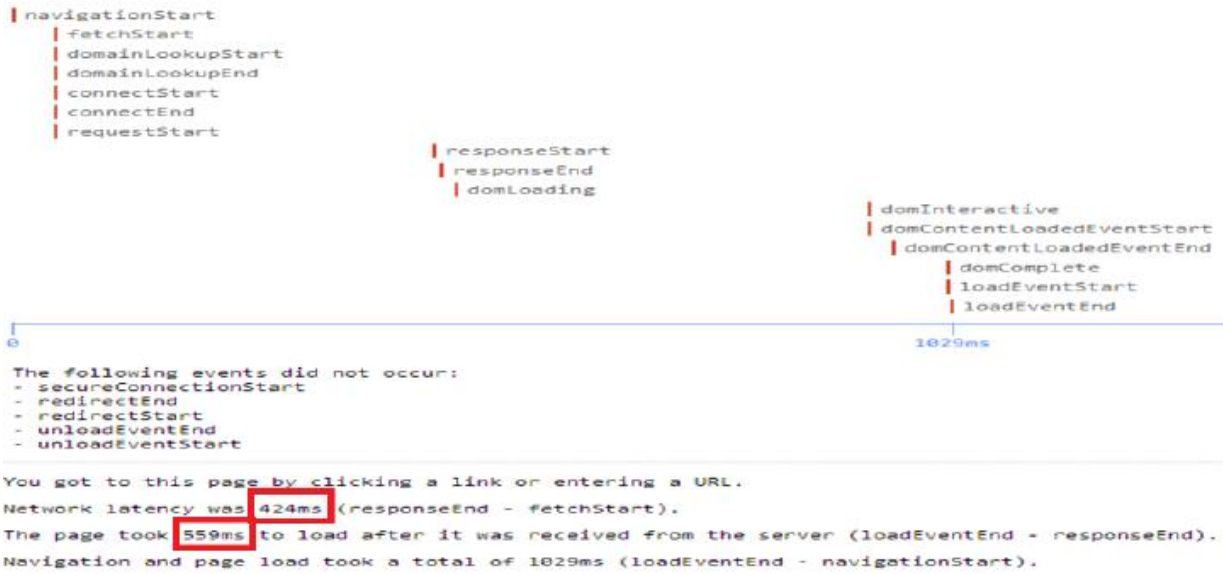 navigationStart
fetchStart
domainLookupStart
domainLookupEnd
connectStart
connectEnd
requestStart
responseStart
responseEnd
domLoading
domInteractive
domContentLoadedEventStart
domContentLoadedEventEnd
domComplete
loadEventStart
loadEventEnd
0 1029ms
The following events did not occur:
- secureConnectionStart
- redirectEnd
- redirectStart
- unloadEventEnd
- unloadEventStart
You got to this page by clicking a link or entering a URL.
Network latency was 424ms (responseEnd - fetchStart).
The page took 559ms to load after it was received from the server (loadEventEnd - responseEnd).
Navigation and page load took a total of 1029ms (loadEventEnd - navigationStart).